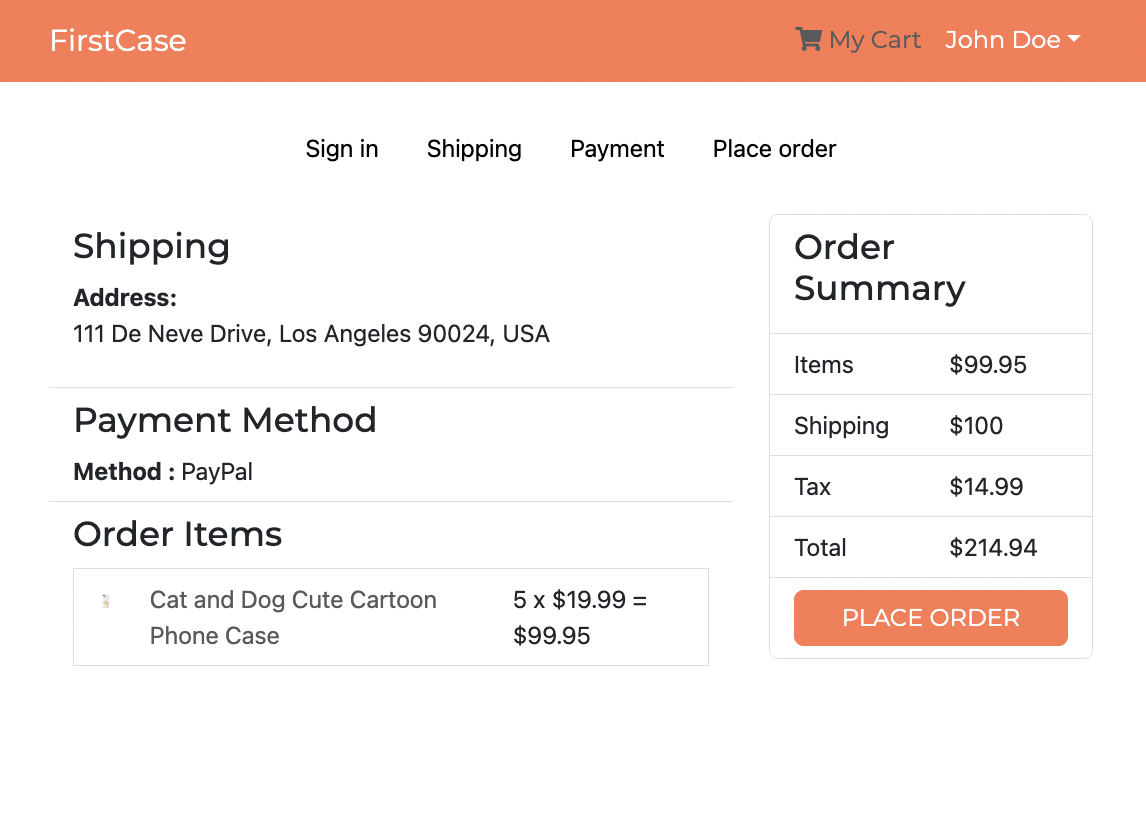 FirstCase
My Cart
John Doe
Sign in
Shipping
Payment
Place order
Shipping
Address:
111 De Neve Drive, Los Angeles 90024, USA
Payment Method
Method : PayPal
Order Items
Cat and Dog Cute Cartoon
Phone Case
5 x $19.99 =
$99.95
Order
Summary
Items $99.95
Shipping $100
Tax $14.99
Total $214.94
PLACE ORDER